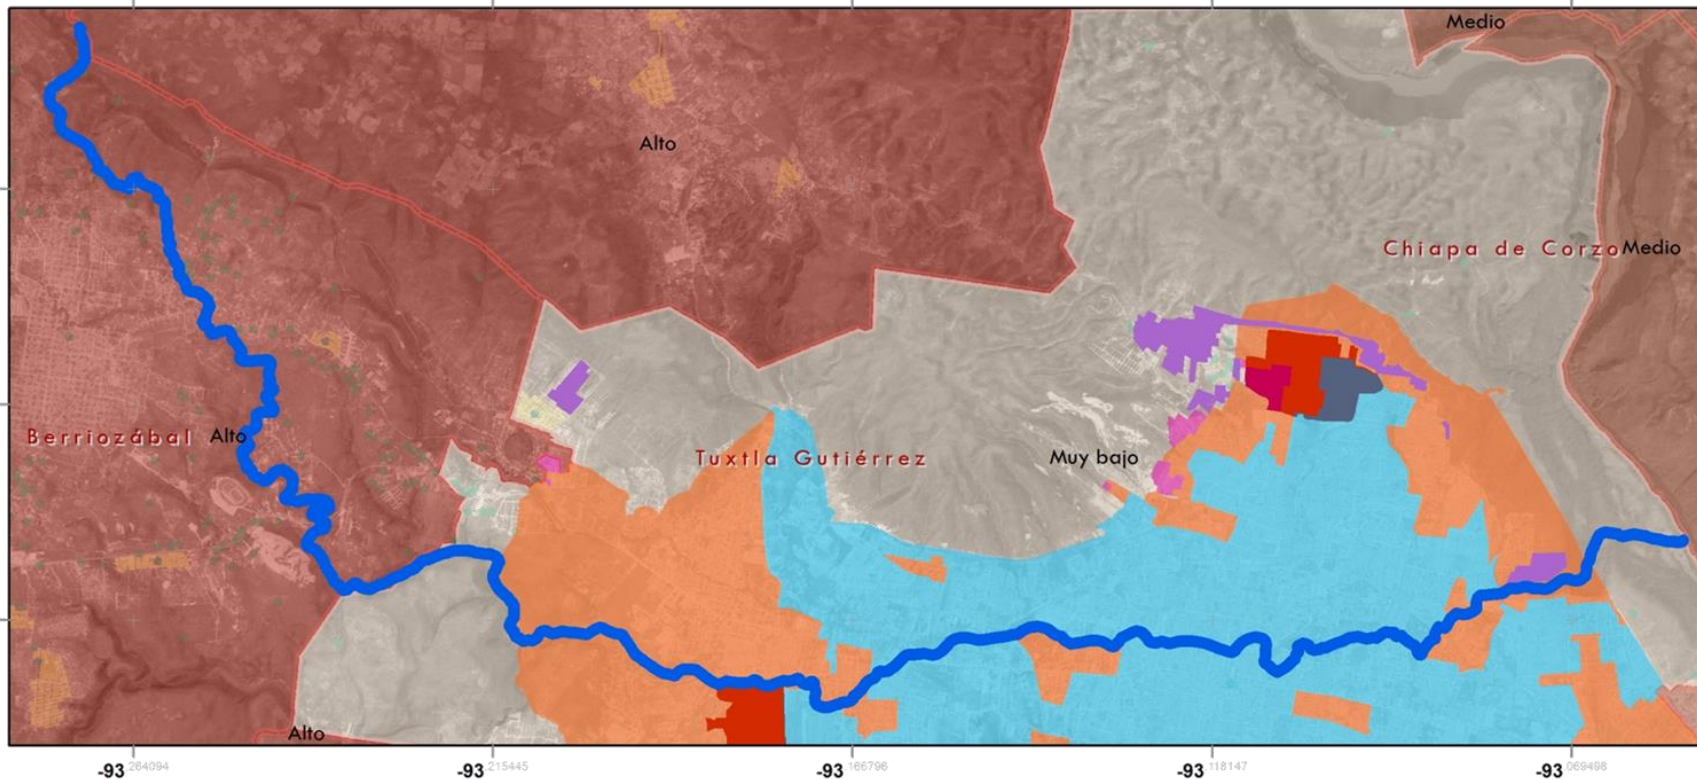 Medio
Alto
Chiapa de Corzo Medio
Berriozábal Alto
Tuxtla Gutiérrez Muy bajo
Alto
-93.264094 -93.215445 -93.166796 -93.118147 -93.069498